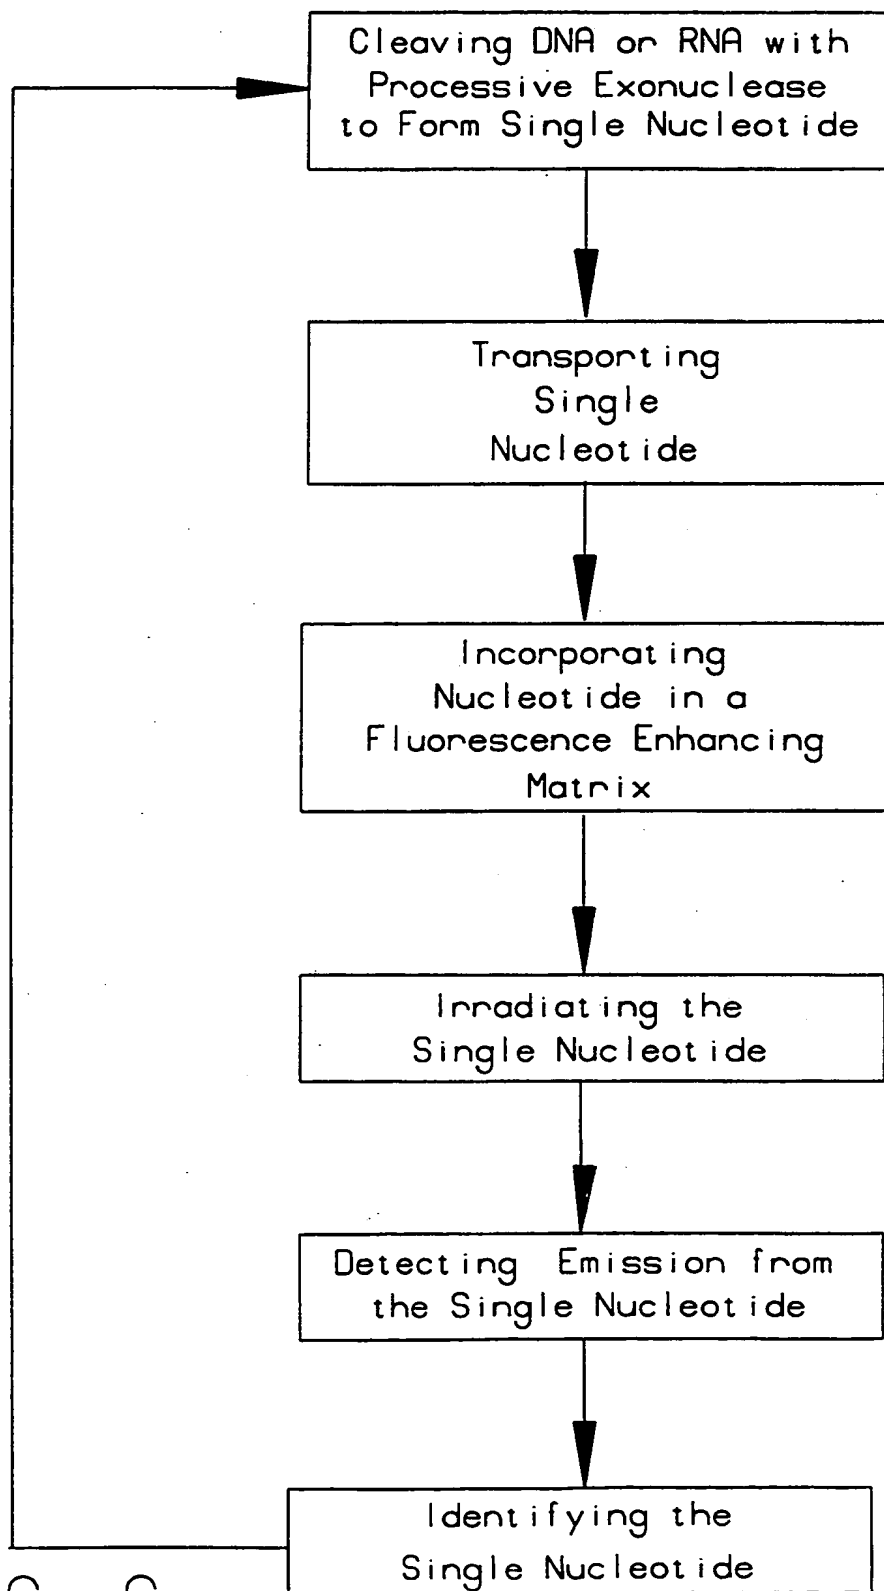 Cleaving DNA or RNA with
Processive Exonuclease
to Form Single Nucleotide
Transporting
Single
Nucleotide
Incorporating
Nucleotide in a
Fluorescence Enhancing
Matrix
Irradiating the
Single Nucleotide
Detecting Emission from
the Single Nucleotide
Identifying the
Single Nucleotide